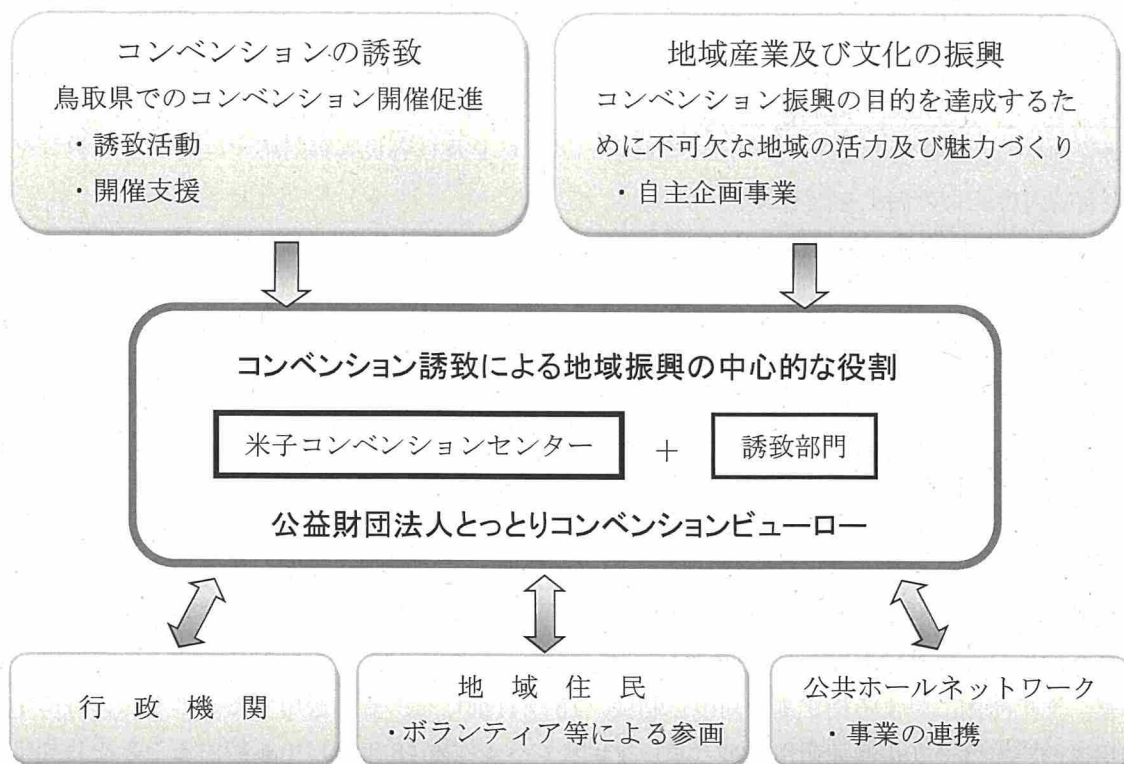 コンベンションの誘致
鳥取県でのコンベンション開催促進
・誘致活動
・開催支援
地域産業及び文化の振興
コンベンション振興の目的を達成するた
めに不可欠な地域の活力及び魅力づくり
・自主企画事業
コンベンション誘致による地域振興の中心的な役割
米子コンベンションセンター + 誘致部門
公益財団法人とっとりコンベンションビューロー
行政機関
地域住民
・ボランティア等による参画
公共ホールネットワーク
・事業の連携